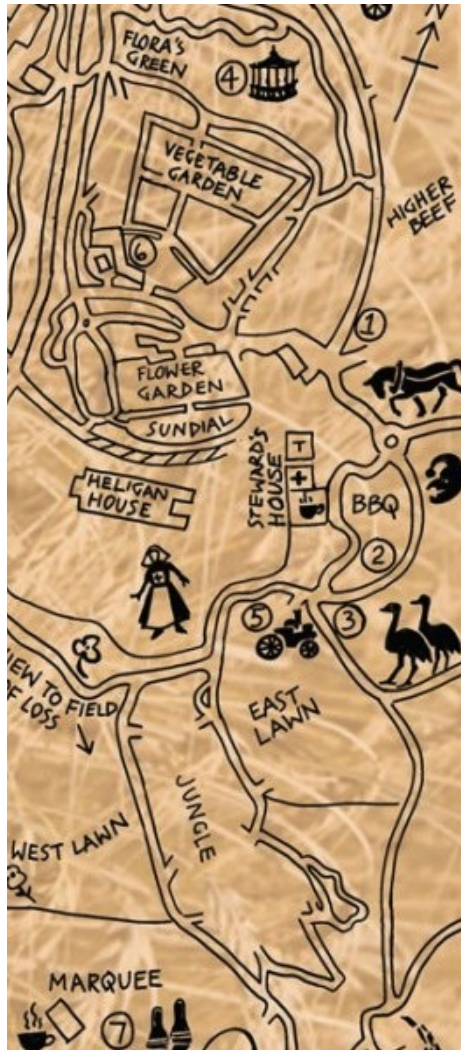 FLORA'S
GREEN
4
N
VEGETABLE
GARDEN
HIGHER
BEEF
6
1
FLOWER
GARDEN
SUNDIAL
STEWARD'S
HOUSE
T
+
HELIGAN
HOUSE
BBQ
2
5
3
VIEW TO FIELD
OF LOSS
EAST
LAWN
JUNGLE
WEST LAWN
MARQUEE
7